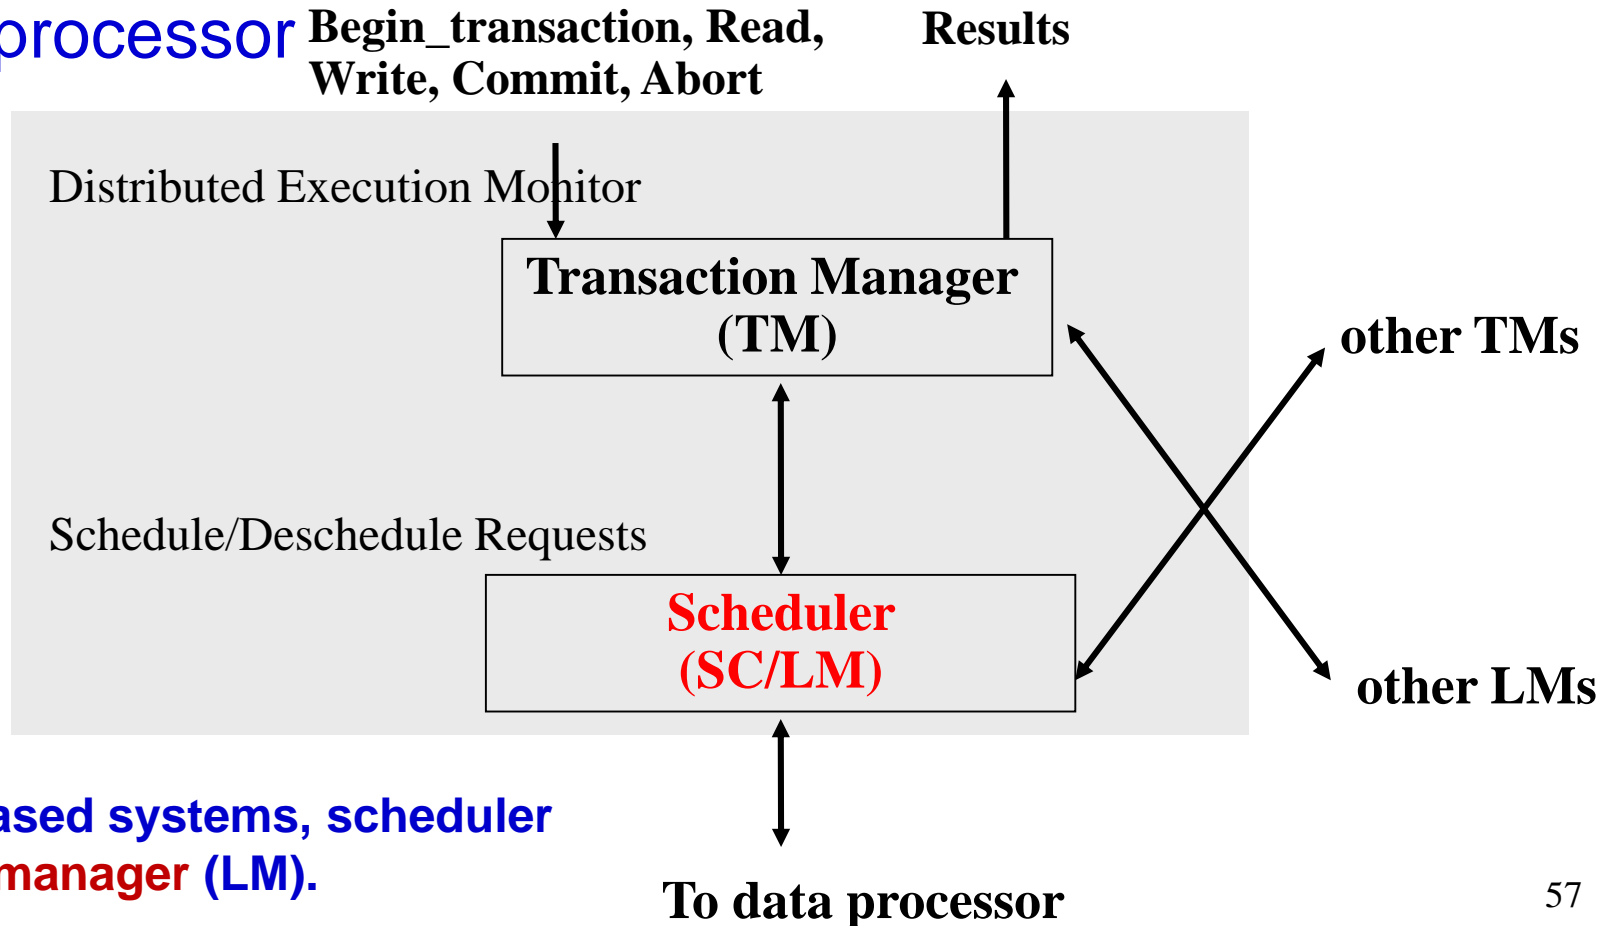 processor
Begin_transaction, Read,
Write, Commit, Abort
Results
Distributed Execution Monitor
Transaction Manager
(TM)
other TMs
Schedule/Deschedule Requests
Scheduler
(SC/LM)
other LMs
ased systems, scheduler
manager (LM).
To data processor
57